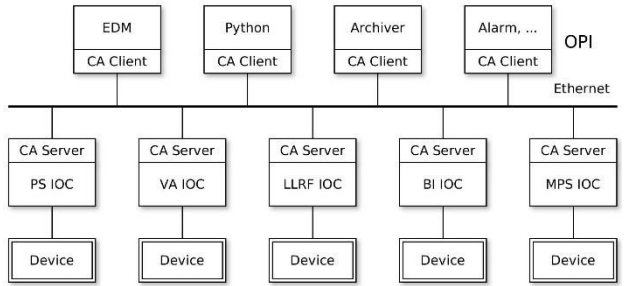 EDM Python Archiver Alarm, ...
OPI
CA Client CA Client CA Client CA Client
Ethernet
CA Server CA Server CA Server CA Server CA Server
PS IOC VA IOC LLRF IOC BI IOC MPS IOC
Device Device Device Device Device